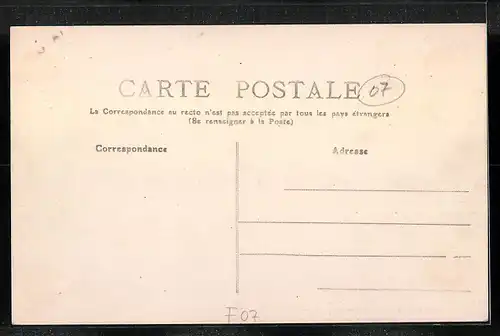 CARTE POSTALE 07
La Correspondance au recto n'est pas acceptée par tous les pays étrangers
(Se renseigner à la Poste)
Correspondance
Adresse
F07